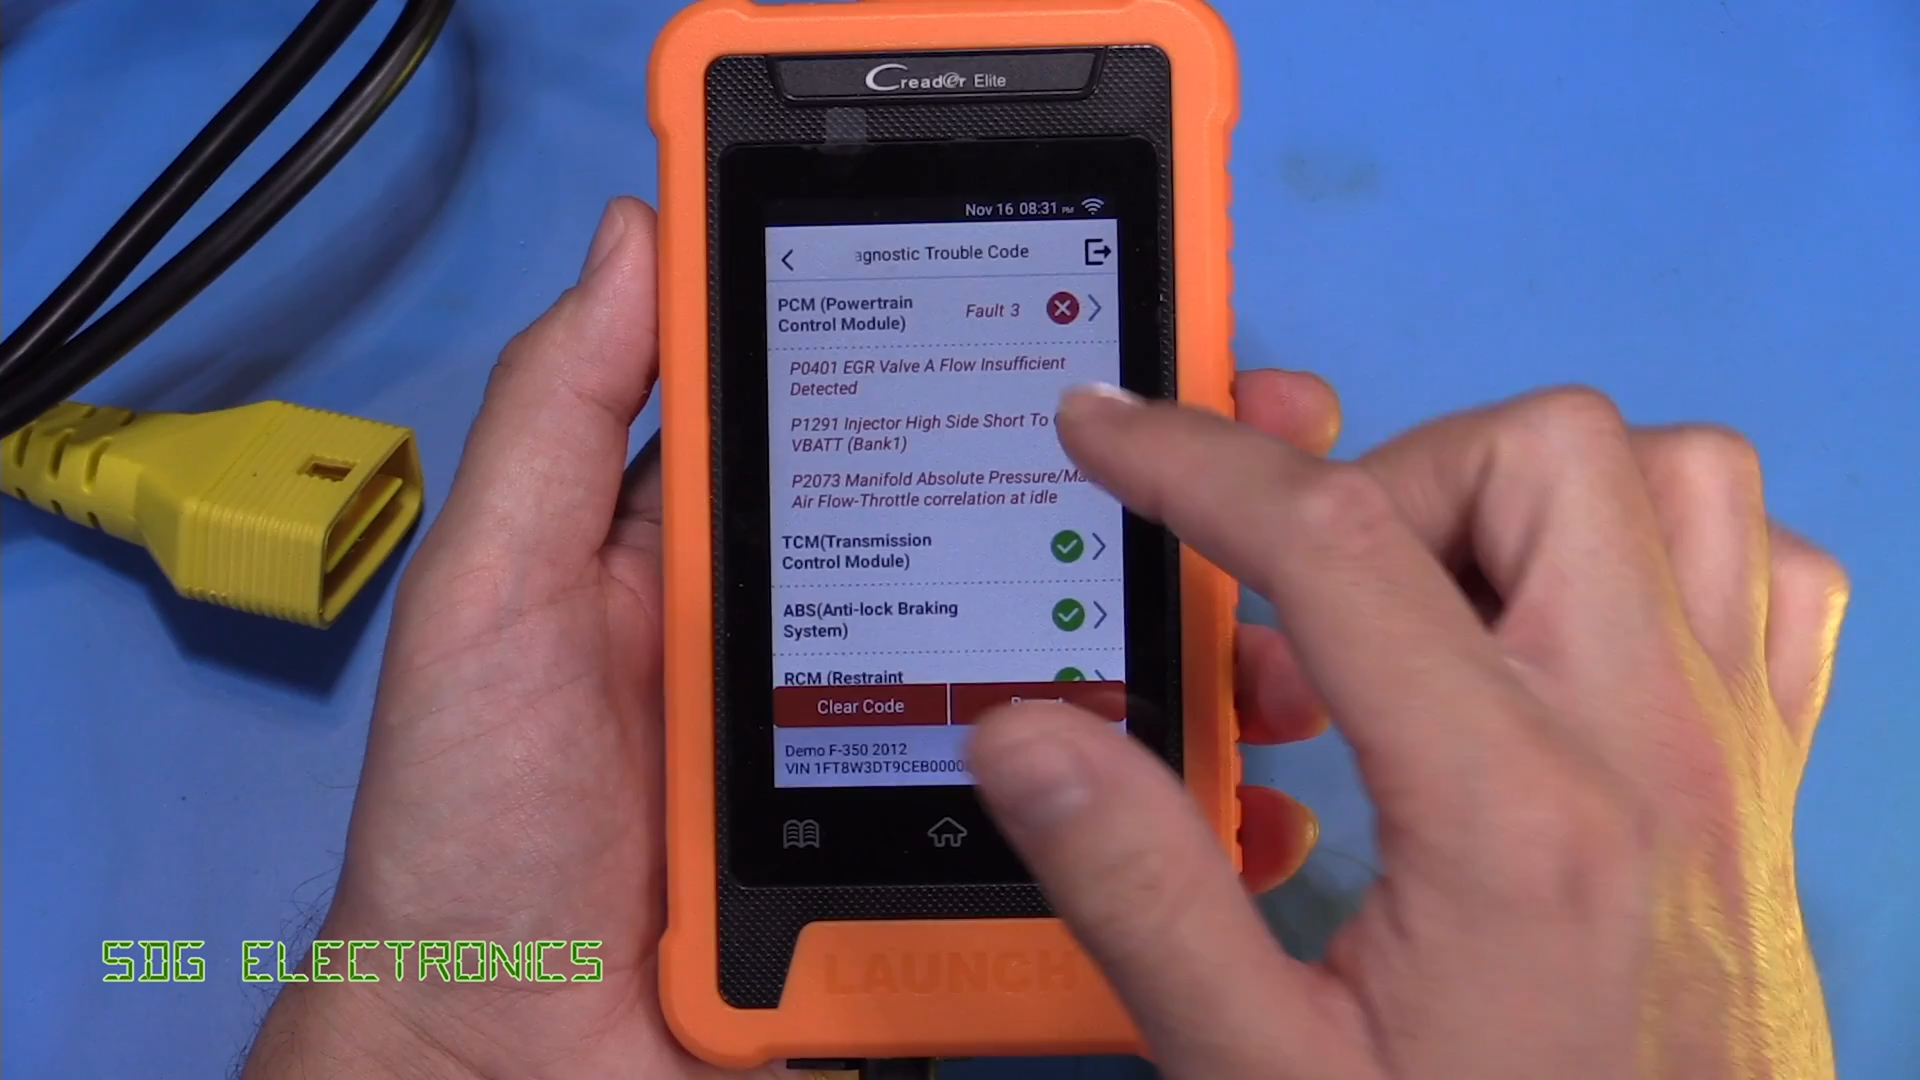 Creader Elite
Nov 16 08:31 PM
agnostic Trouble Code
PCM (Powertrain
Control Module)
Fault 3
P0401 EGR Valve A Flow Insufficient
Detected
P1291 Injector High Side Short To
VBATT (Bank1)
P2073 Manifold Absolute Pressure/Ma
Air Flow-Throttle correlation at idle
TCM(Transmission
Control Module)
ABS(Anti-lock Braking
System)
RCM (Restraint
Clear Code
Demo F-350 2012
VIN 1FT8W3DT9CEB0000
LAUNCH
SDG ELECTRONICS